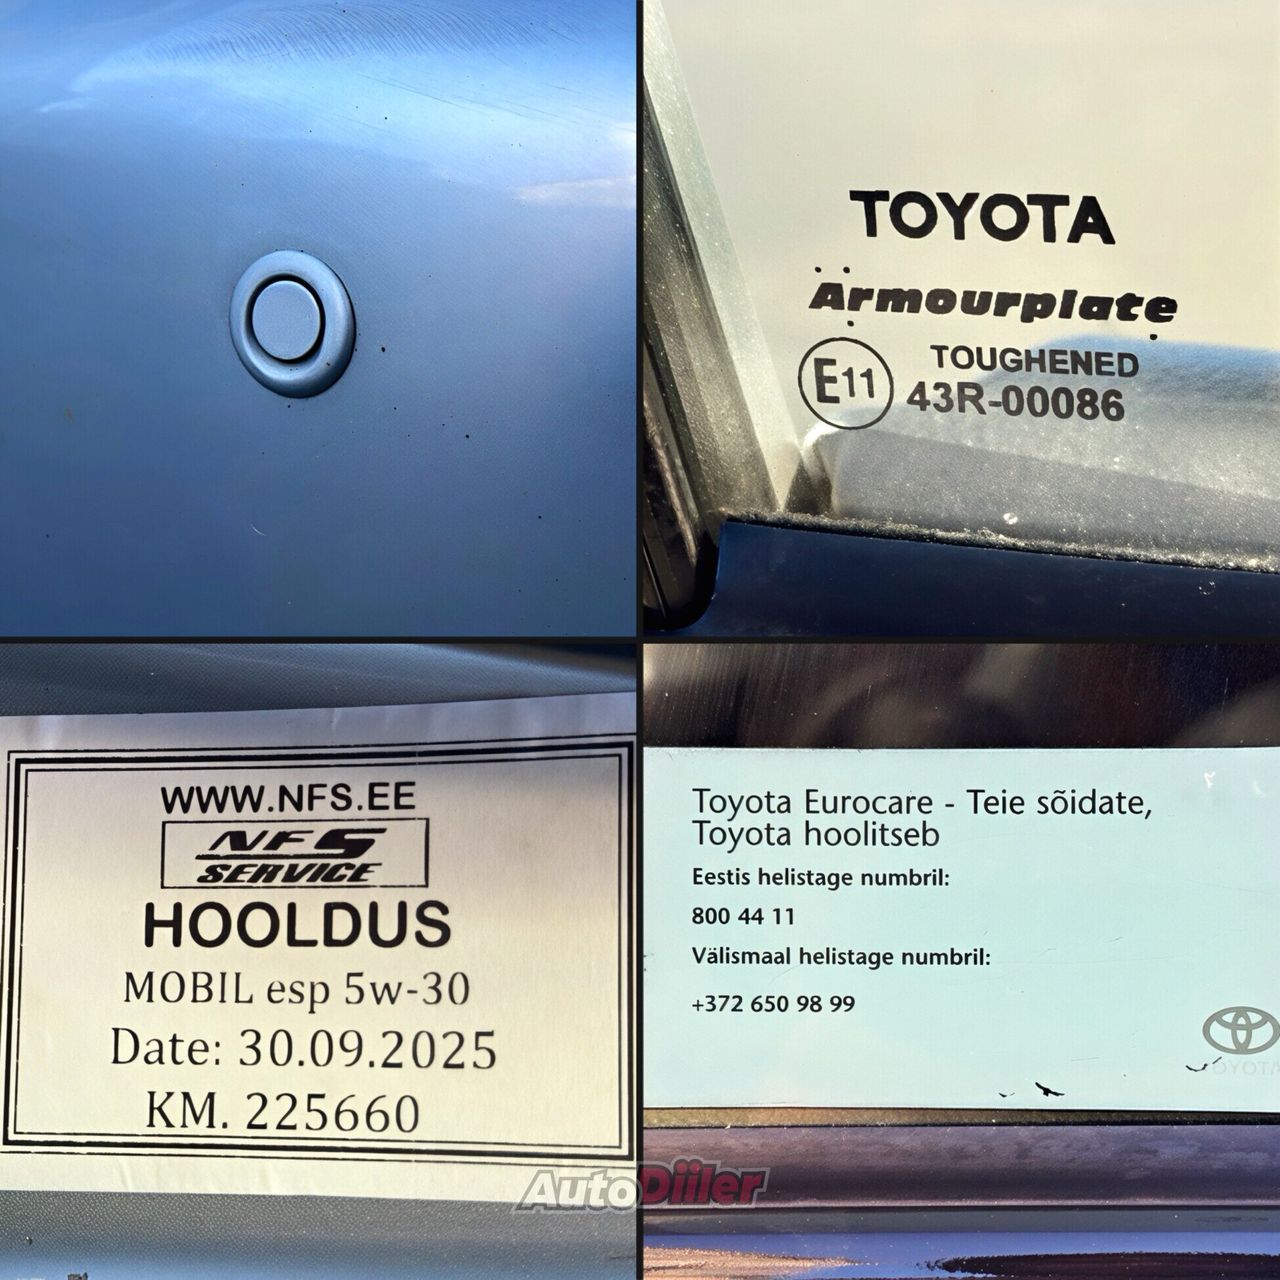 TOYOTA
Armourplate
E11
TOUGHENED
43R-00086
WWW.NFS.EE
NFS
SERVICE
HOOLDUS
MOBIL esp 5w-30
Date: 30.09.2025
KM. 225660
Toyota Eurocare - Teie sõidate,
Toyota hoolitseb
Eestis helistage numbril:
800 44 11
Välismaal helistage numbril:
+372 650 98 99
TOYOTA
AutoDiiler